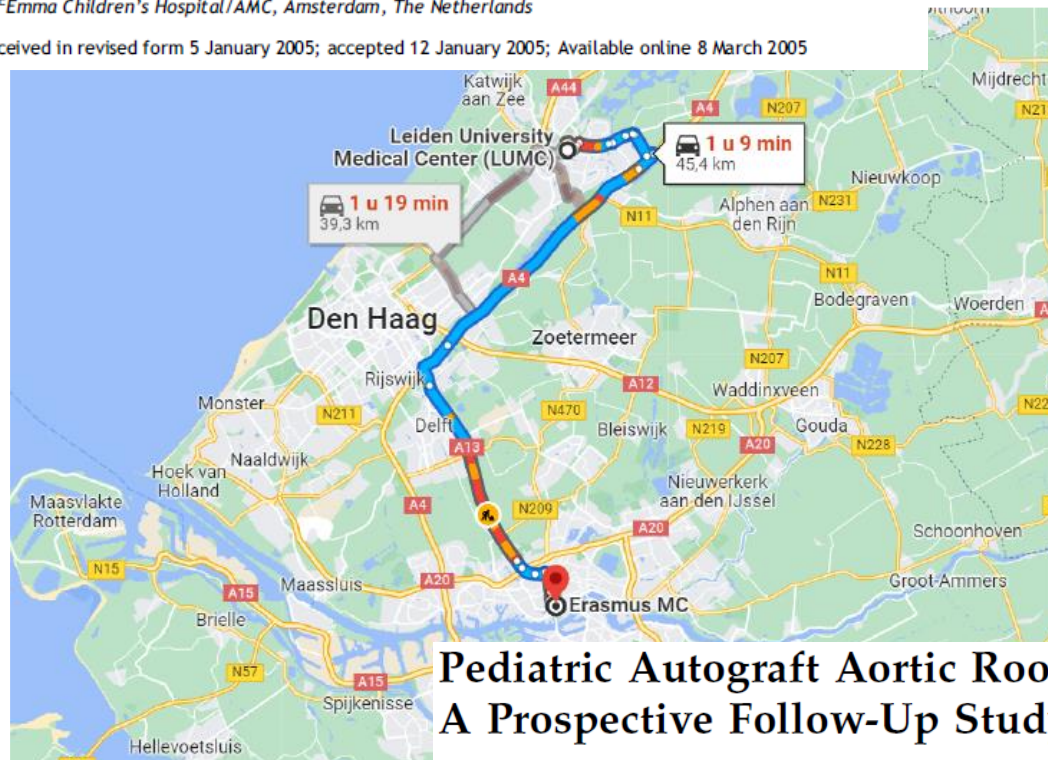 Emma Children's Hospital/AMC, Amsterdam, The Netherlands
ceived in revised form 5 January 2005; accepted 12 January 2005; Available online 8 March 2005
Katwijk
aan Zee
A44
A4
N207
Mijdrecht
N21
Leiden University
Medical Center (LUMC)
1 u 9 min
45,4 km
Nieuwkoop
1 u 19 min
39,3 km
N11
Alphen aan
den Rijn
N231
A4
N11
Bodegraven
Woerden
Den Haag
Zoetermeer
N207
Rijswijk
A12
Waddinxveen
Monster
N211
N470
N22
Delft
Bleiswijk
N219
Gouda
A13
A20
N228
Naaldwijk
Hoek van
Holland
Nieuwerkerk
aan den IJssel
Maasvlakte
Rotterdam
A4
N209
A20
Schoonhoven
N15
Maassluis
A20
Groot-Ammers
A15
Erasmus MC
Brielle
N57
A15
Spijkenisse
Pediatric Autograft Aortic Roo
A Prospective Follow-Up Stud
Hellevoetsluis